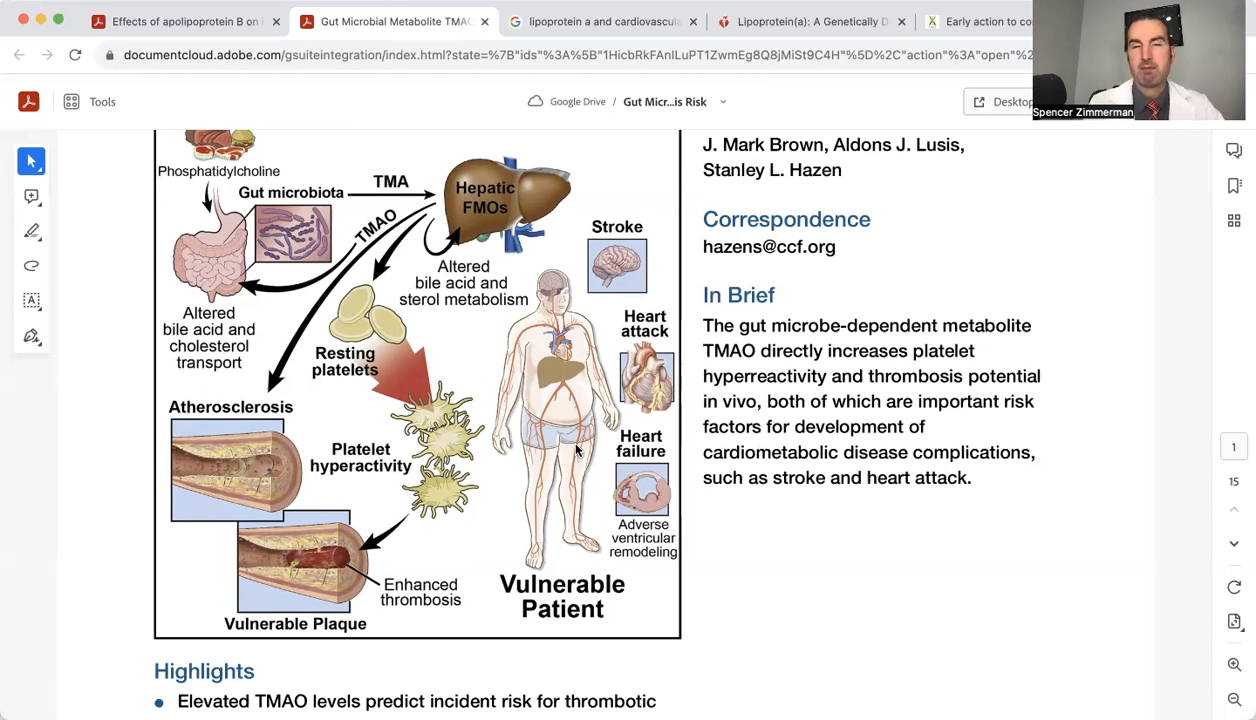 Effects of apolipoprotein B on
Gut Microbial Metabolite TMAO
lipoprotein a and cardiovascula
Lipoprotein(a): A Genetically D
Early action to co
documentcloud.adobe.com/gsuiteintegration/index.html?state=%7B"ids"%3A%5B"1HicbRkFAnlLuPT1ZwmEg8Q8jMiSt9C4H"%5D%2C"action"%3A"open"%2
Spencer Zimmerman
Tools
Google Drive / Gut Micr...is Risk
Desktop
Phosphatidylcholine
Gut microbiota
TMA
Hepatic
FMOs
TMAO
Altered
bile acid and
sterol metabolism
Altered
bile acid and
cholesterol
transport
Resting
platelets
Atherosclerosis
Platelet
hyperactivity
Enhanced
thrombosis
Vulnerable Plaque
Stroke
Heart
attack
Heart
failure
Adverse
ventricular
remodeling
Vulnerable
Patient
J. Mark Brown, Aldons J. Lusis,
Stanley L. Hazen
Correspondence
hazens@ccf.org
In Brief
The gut microbe-dependent metabolite
TMAO directly increases platelet
hyperreactivity and thrombosis potential
in vivo, both of which are important risk
factors for development of
cardiometabolic disease complications,
such as stroke and heart attack.
1
15
Highlights
• Elevated TMAO levels predict incident risk for thrombotic